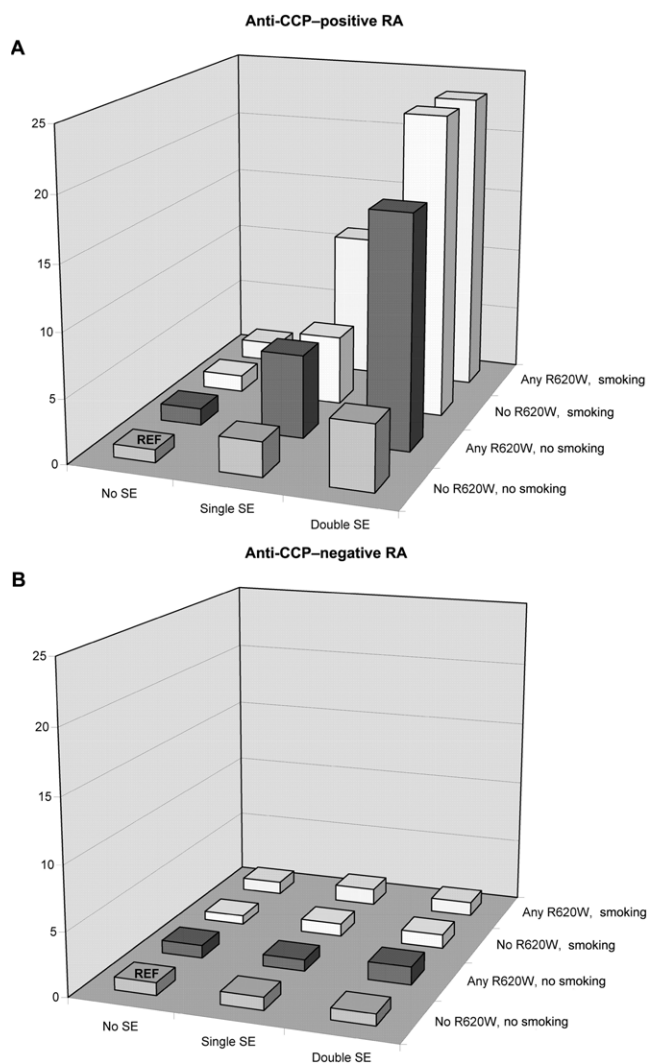 Anti-CCP–positive RA
A
25
20
15
10
5
0
REF
No SE
Single SE
Double SE
Any R620W, smoking
No R620W, smoking
Any R620W, no smoking
No R620W, no smoking
Anti-CCP–negative RA
B
25
20
15
10
5
0
REF
No SE
Single SE
Double SE
Any R620W, smoking
No R620W, smoking
Any R620W, no smoking
No R620W, no smoking